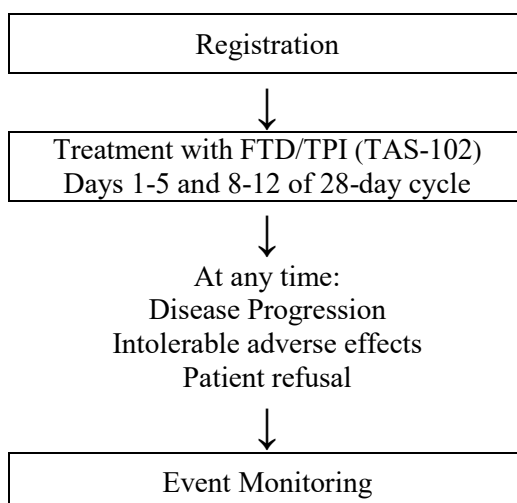 Registration
Treatment with FTD/TPI (TAS-102)
Days 1-5 and 8-12 of 28-day cycle
At any time:
Disease Progression
Intolerable adverse effects
Patient refusal
Event Monitoring